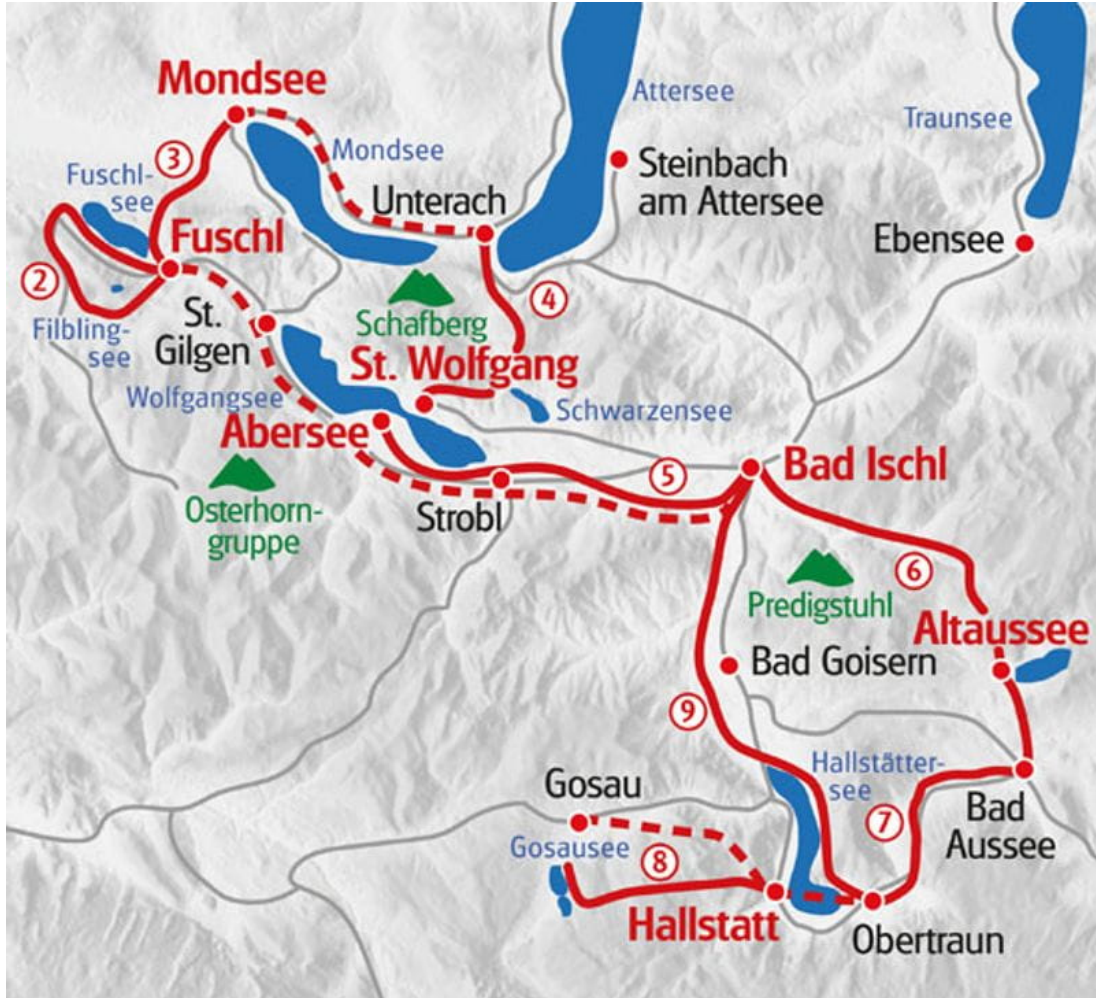 Mondsee
Attersee
Traunsee
③
Mondsee
Fuschl-
see
Steinbach
am Attersee
Unterach
Fuschl
Ebensee
②
④
St.
Gilgen
Schafberg
Filbling-
see
St. Wolfgang
Wolfgangsee
Schwarzensee
Abersee
⑤
Bad Ischl
Osterhorn-
gruppe
Strobl
⑥
Predigstuhl
Altaussee
Bad Goisern
⑨
Hallstätter-
see
Gosau
⑦
Bad
Aussee
Gosausee
⑧
Hallstatt
Obertraun